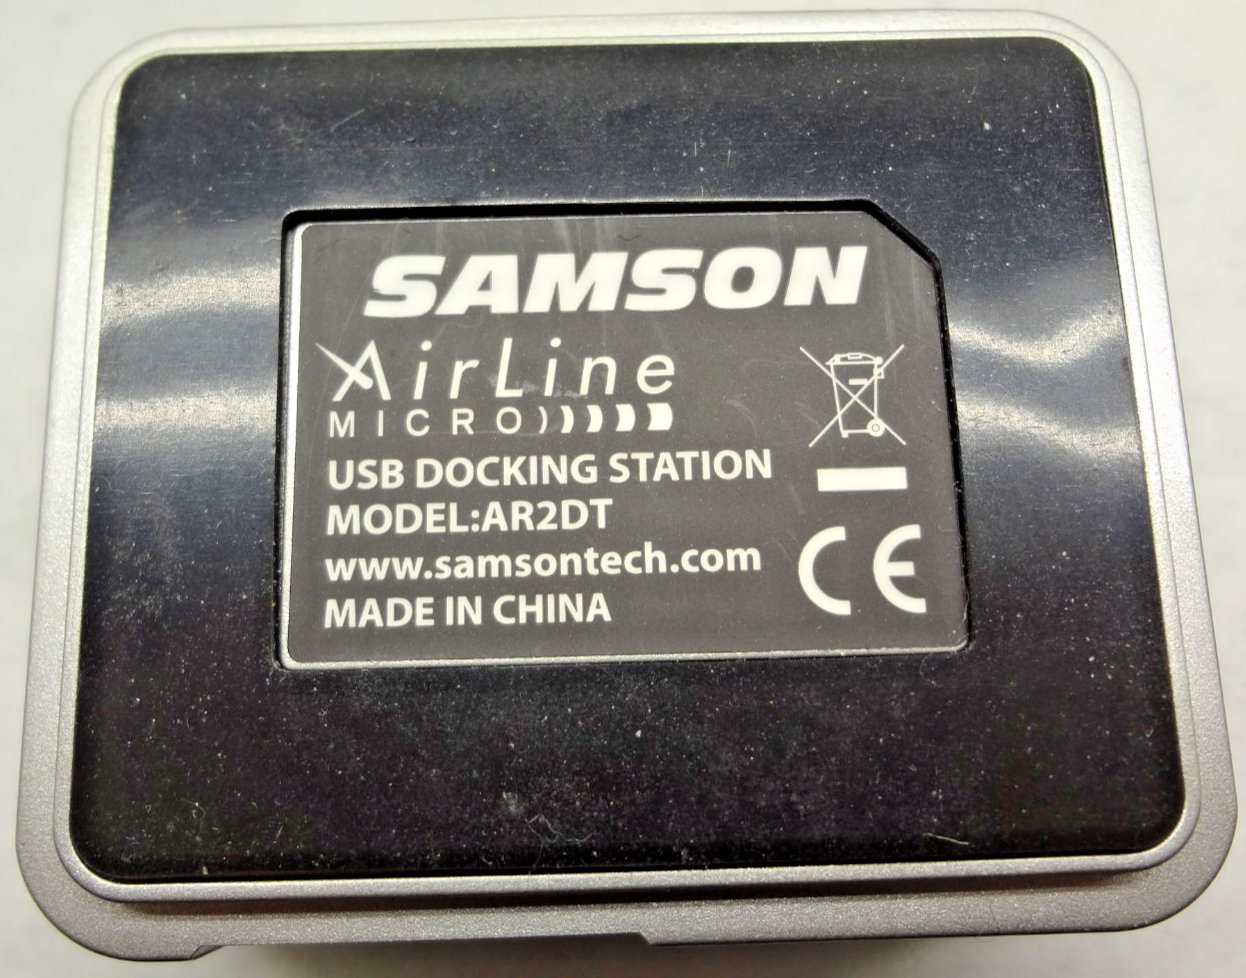 SAMSON
AirLine
MICRO
USB DOCKING STATION
MODEL:AR2DT
www.samsontech.com
MADE IN CHINA
CE